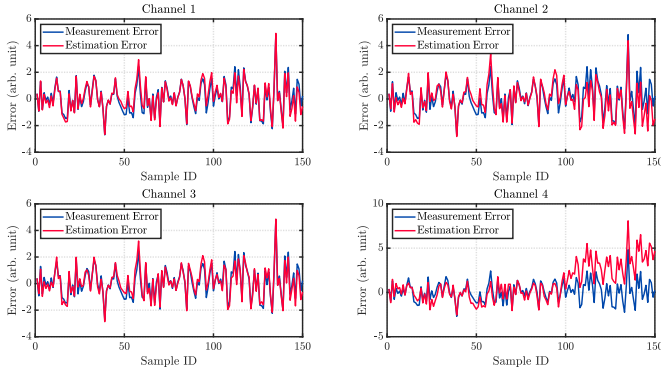 Channel 1
6
4
2
0
-2
-4
Error (arb. unit)
Measurement Error
Estimation Error
0 50 100 150
Sample ID
Channel 2
6
4
2
0
-2
-4
Error (arb. unit)
Measurement Error
Estimation Error
0 50 100 150
Sample ID
Channel 3
6
4
2
0
-2
-4
Error (arb. unit)
Measurement Error
Estimation Error
0 50 100 150
Sample ID
Channel 4
10
5
0
-5
Error (arb. unit)
Measurement Error
Estimation Error
0 50 100 150
Sample ID